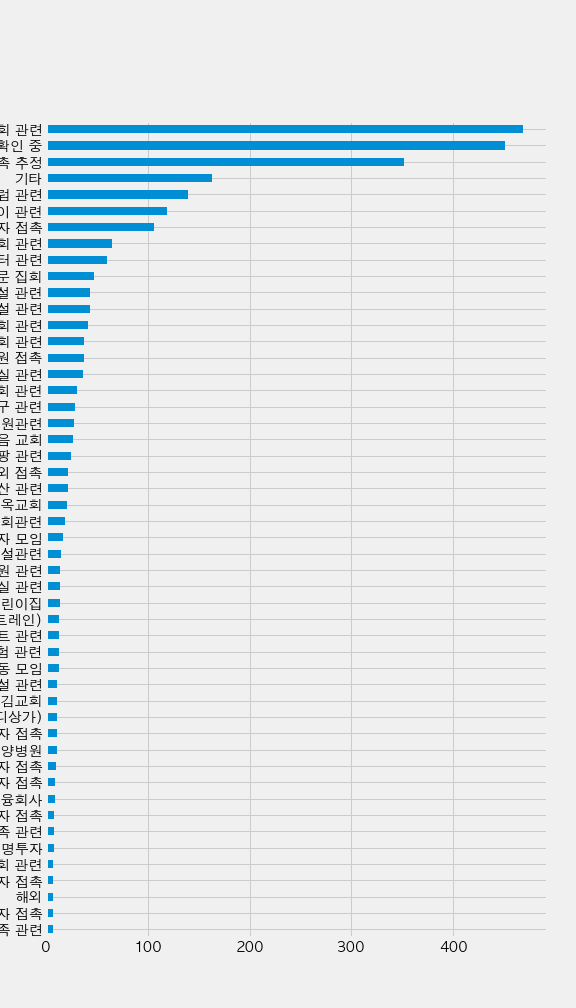 회 관련
확인 중
촉 추정
기타
럽 관련
이 관련
자 접촉
회 관련
터 관련
문 집회
설 관련
설 관련
회 관련
회 관련
원 접촉
실 관련
회 관련
구 관련
원관련
음 교회
팡 관련
외 접촉
산 관련
옥교회
회관련
자 모임
설관련
원 관련
실 관련
린이집
트레인)
트 관련
험 관련
동 모임
설 관련
김교회
디상가)
자 접촉
양병원
자 접촉
자 접촉
융회사
자 접촉
족 관련
명투자
회 관련
자 접촉
해외
자 접촉
족 관련
0 100 200 300 400